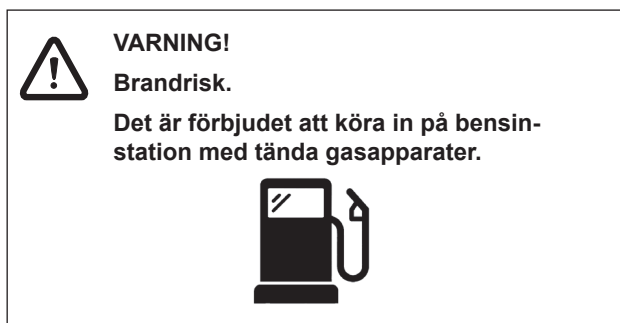 VARNING!
Brandrisk.
Det är förbjudet att köra in på bensin-
station med tända gasapparater.